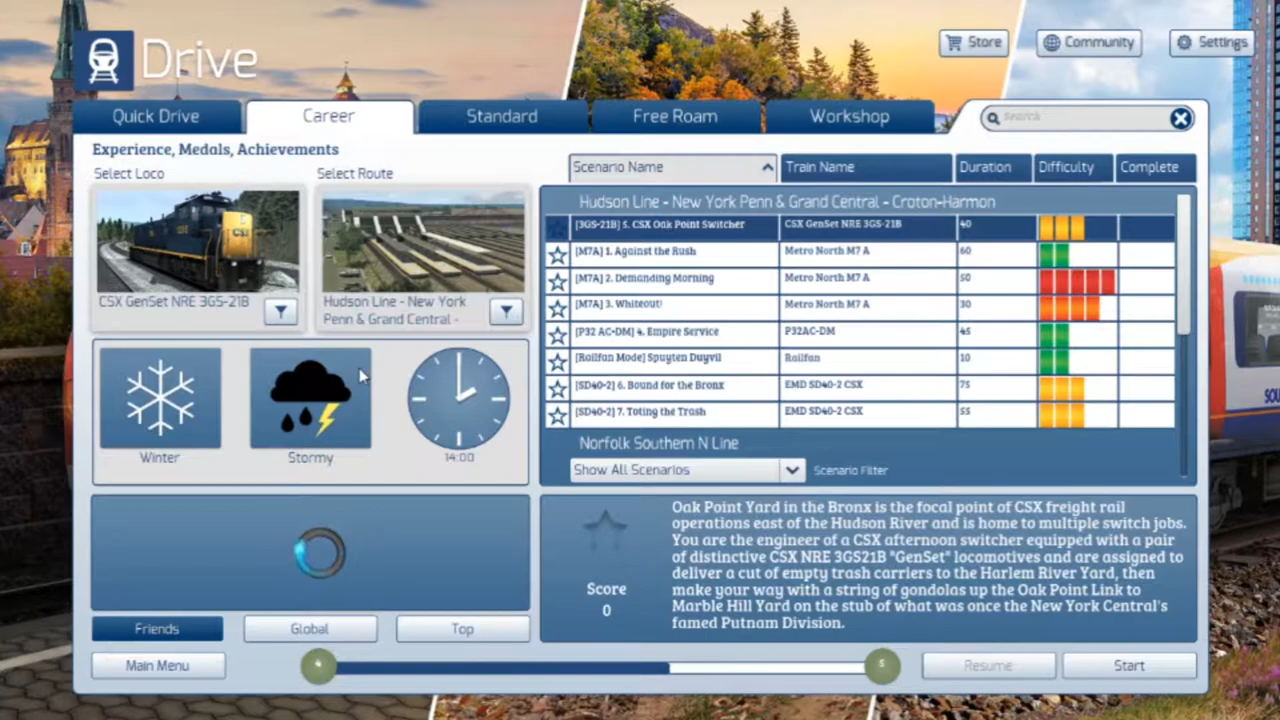 Drive
Store
Community
Settings
Quick Drive
Career
Standard
Free Roam
Workshop
Search
Experience, Medals, Achievements
Select Loco
Select Route
CSX GenSet NRE 3GS-21B
Hudson Line - New York
Penn & Grand Central -
Winter
Stormy
14:00
Scenario Name
Train Name
Duration
Difficulty
Complete
Hudson Line - New York Penn & Grand Central - Croton-Harmon
[3GS-21B] 5. CSX Oak Point Switcher CSX GenSet NRE 3GS-21B 40
[M7A] 1. Against the Rush Metro North M7 A 60
[M7A] 2. Demanding Morning Metro North M7 A 50
[M7A] 3. Whiteout! Metro North M7 A 30
[P32 AC-DM] 4. Empire Service P32AC-DM 45
[Railfan Mode] Spuyten Duyvil Railfan 10
[SD40-2] 6. Bound for the Bronx EMD SD40-2 CSX 75
[SD40-2] 7. Toting the Trash EMD SD40-2 CSX 55
Norfolk Southern N Line
Show All Scenarios
Scenario Filter
Score
0
Oak Point Yard in the Bronx is the focal point of CSX freight rail
operations east of the Hudson River and is home to multiple switch jobs.
You are the engineer of a CSX afternoon switcher equipped with a pair
of distinctive CSX NRE 3GS21B "GenSet" locomotives and are assigned to
deliver a cut of empty trash carriers to the Harlem River Yard, then
make your way with a string of gondolas up the Oak Point Link to
Marble Hill Yard on the stub of what was once the New York Central's
famed Putnam Division.
Friends
Global
Top
Main Menu
4
5
Resume
Start